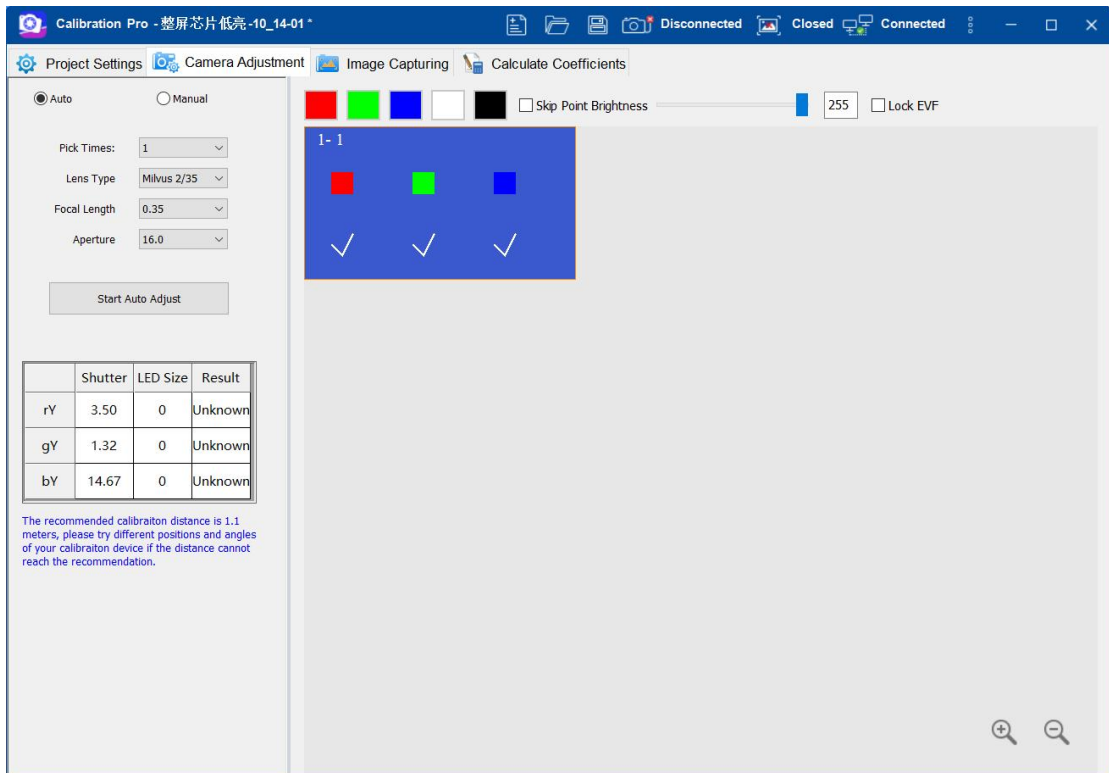 Calibration Pro - 整屏芯片低亮-10_14-01 *
Disconnected
Closed
Connected
Project Settings
Camera Adjustment
Image Capturing
Calculate Coefficients
Auto
Manual
Skip Point Brightness
255
Lock EVF
Pick Times:
1
Lens Type
Milvus 2/35
Focal Length
0.35
Aperture
16.0
Start Auto Adjust
1- 1
Shutter LED Size Result
rY 3.50 0 Unknown
gY 1.32 0 Unknown
bY 14.67 0 Unknown
The recommended calibraiton distance is 1.1
meters, please try different positions and angles
of your calibraiton device if the distance cannot
reach the recommendation.